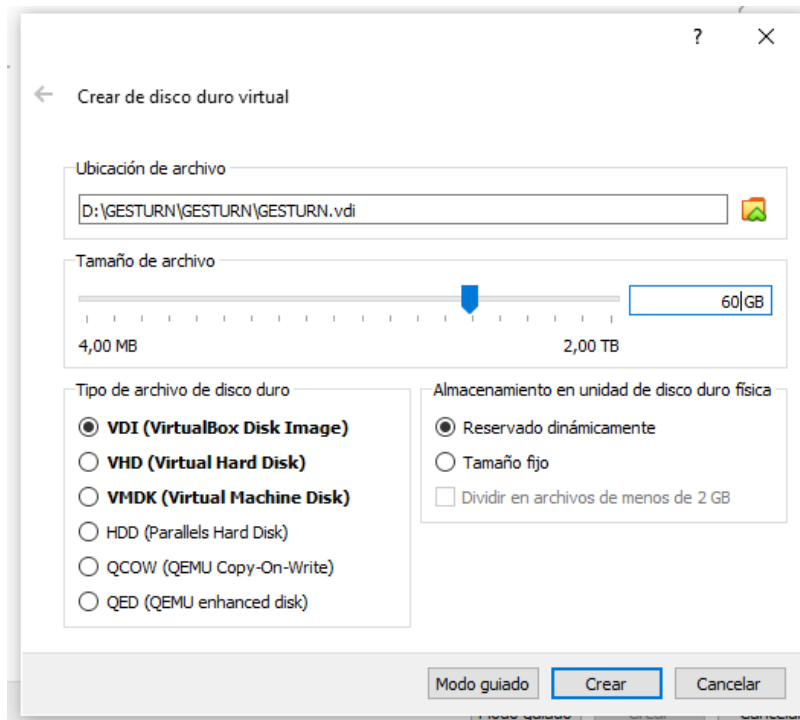 ?
Crear de disco duro virtual
Ubicación de archivo
D:\GESTURN\GESTURN\GESTURN.vdi
Tamaño de archivo
60 GB
4,00 MB
2,00 TB
Tipo de archivo de disco duro
VDI (VirtualBox Disk Image)
VHD (Virtual Hard Disk)
VMDK (Virtual Machine Disk)
HDD (Parallels Hard Disk)
QCOW (QEMU Copy-On-Write)
QED (QEMU enhanced disk)
Almacenamiento en unidad de disco duro física
Reservado dinámicamente
Tamaño fijo
Dividir en archivos de menos de 2 GB
Modo guiado
Crear
Cancelar